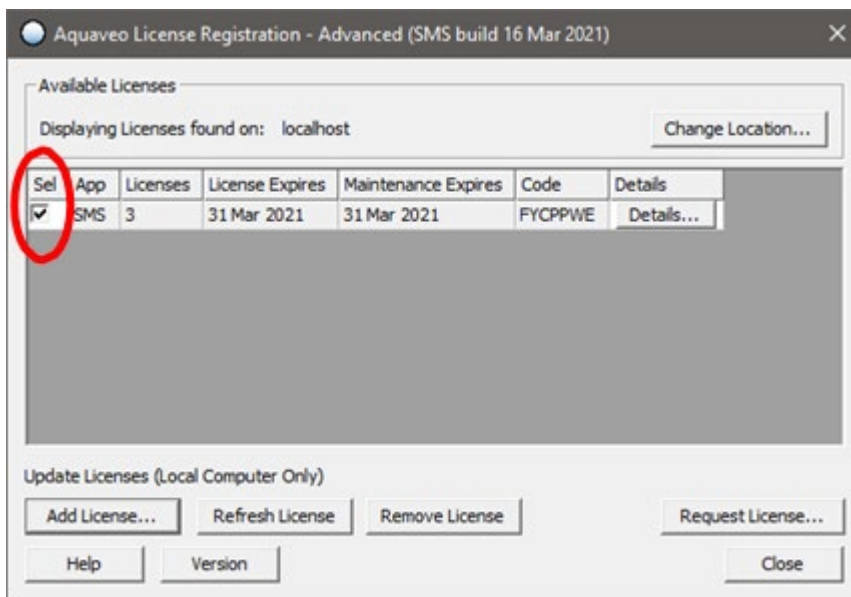 Aquaveo License Registration - Advanced (SMS build 16 Mar 2021)
Available Licenses
Displaying Licenses found on: localhost
Change Location...
Sel App Licenses License Expires Maintenance Expires Code Details
SMS 3 31 Mar 2021 31 Mar 2021 FYCPPWE Details...
Update Licenses (Local Computer Only)
Add License... Refresh License Remove License Request License...
Help Version Close